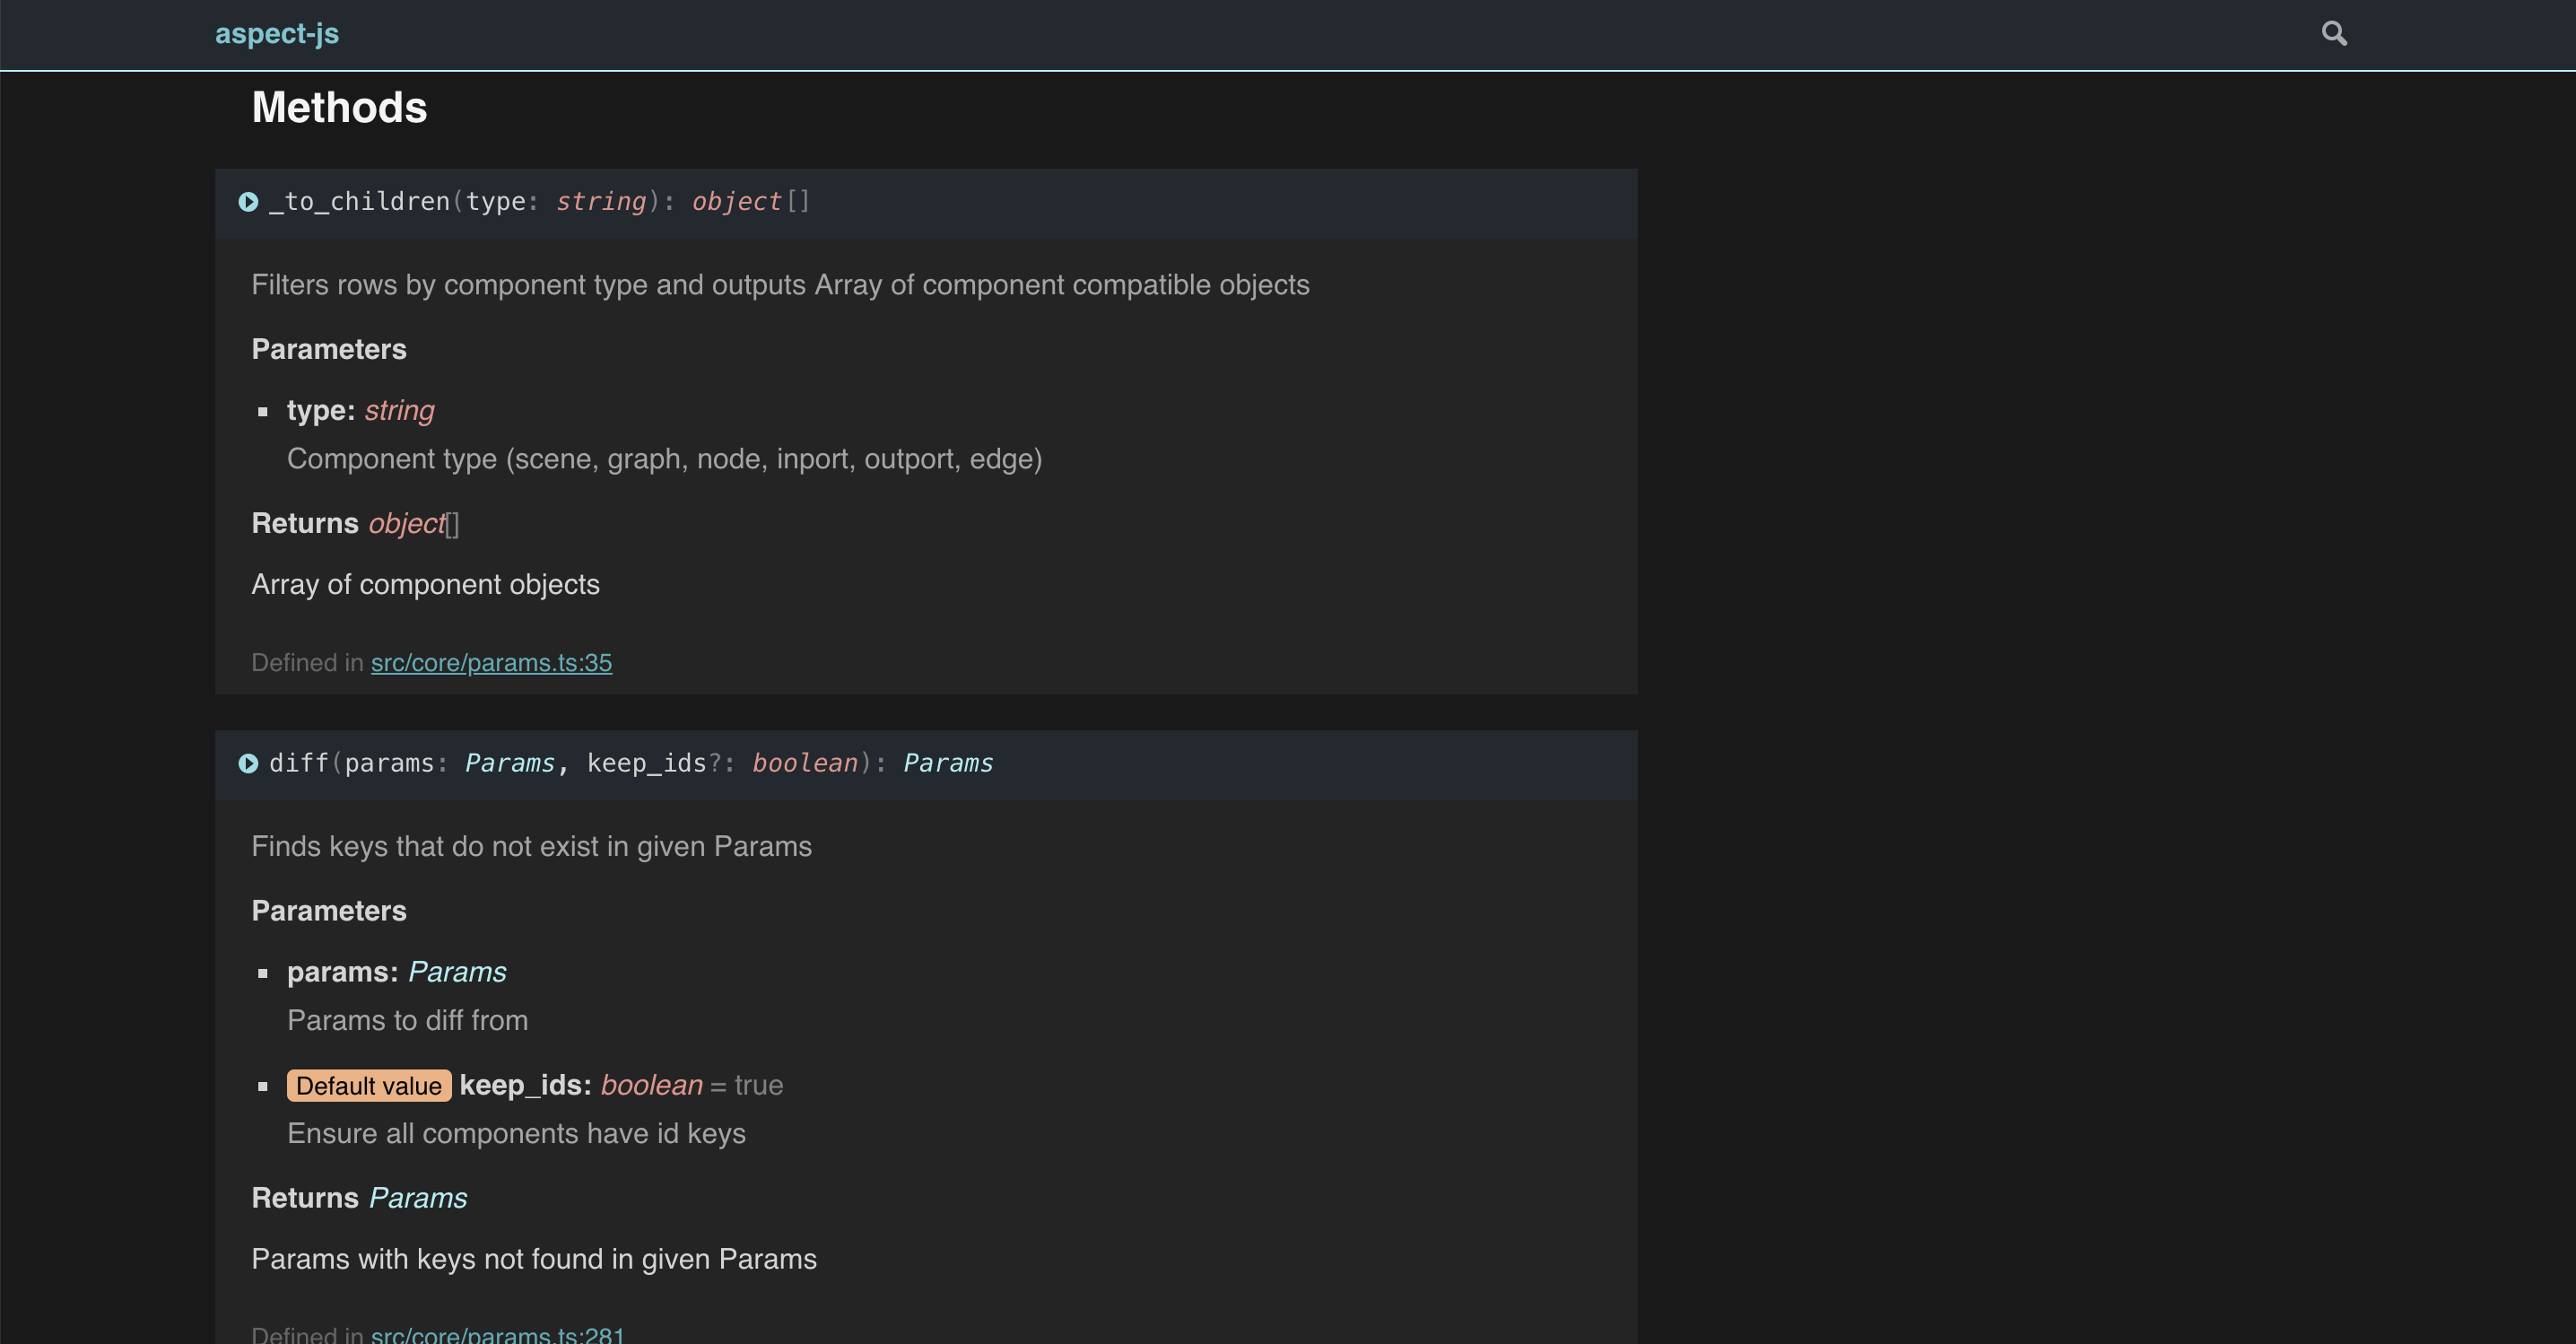 aspect-js
Methods
_to_children(type: string): object[]
Filters rows by component type and outputs Array of component compatible objects
Parameters
type: string
Component type (scene, graph, node, inport, outport, edge)
Returns object[]
Array of component objects
Defined in src/core/params.ts:35
diff(params: Params, keep_ids?: boolean): Params
Finds keys that do not exist in given Params
Parameters
params: Params
Params to diff from
Default value keep_ids: boolean = true
Ensure all components have id keys
Returns Params
Params with keys not found in given Params
Defined in src/core/params.ts:281